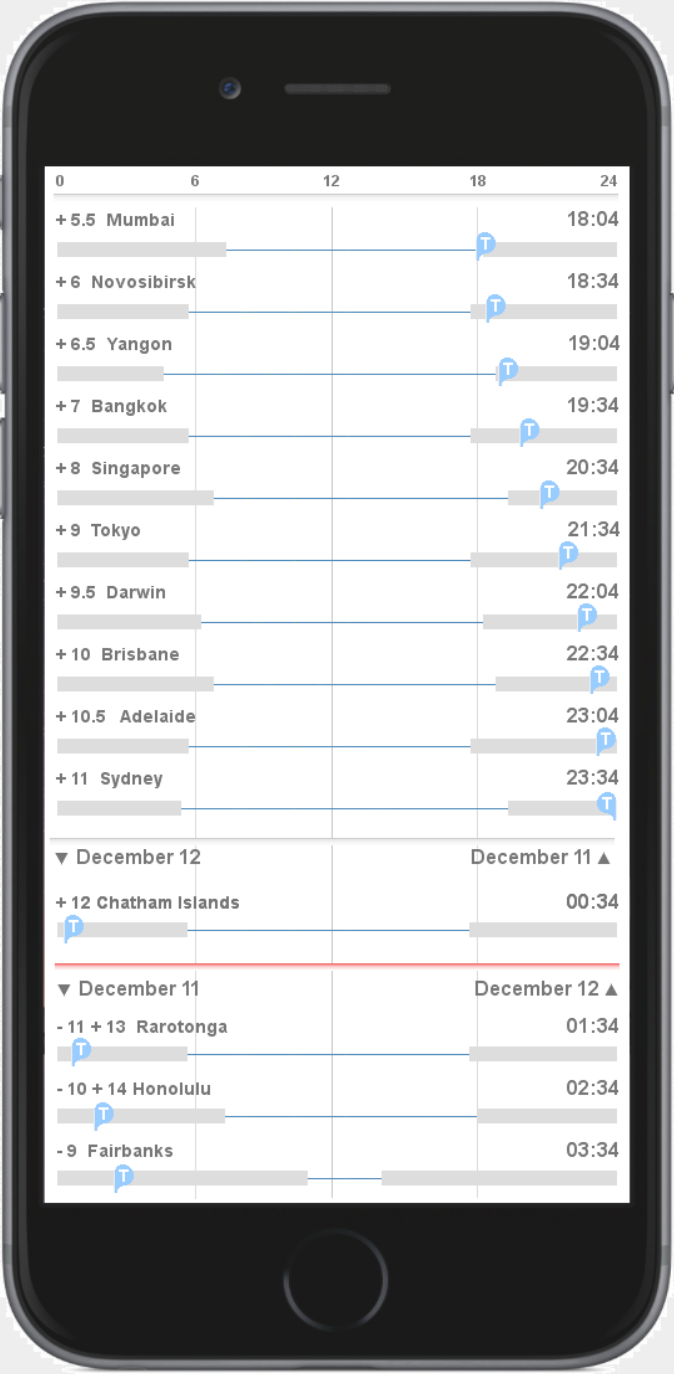 0 6 12 18 24
+ 5.5 Mumbai 18:04
T
+ 6 Novosibirsk 18:34
T
+ 6.5 Yangon 19:04
T
+ 7 Bangkok 19:34
T
+ 8 Singapore 20:34
T
+ 9 Tokyo 21:34
T
+ 9.5 Darwin 22:04
T
+ 10 Brisbane 22:34
T
+ 10.5 Adelaide 23:04
T
+ 11 Sydney 23:34
T
▼ December 12 December 11 ▲
+ 12 Chatham Islands 00:34
T
▼ December 11 December 12 ▲
- 11 + 13 Rarotonga 01:34
T
- 10 + 14 Honolulu 02:34
T
- 9 Fairbanks 03:34
T